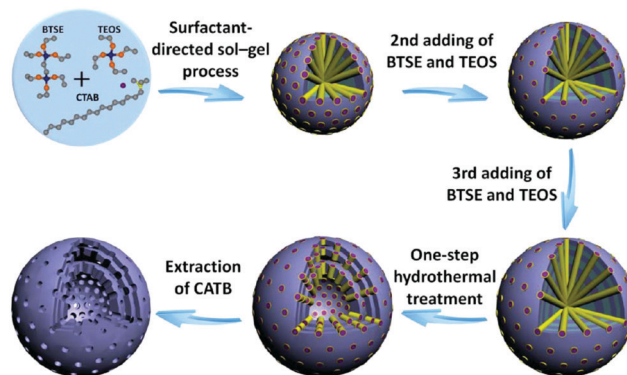 BTSE
TEOS
+
CTAB
Surfactant-
directed sol–gel
process
2nd adding of
BTSE and TEOS
3rd adding of
BTSE and TEOS
One-step
hydrothermal
treatment
Extraction
of CATB